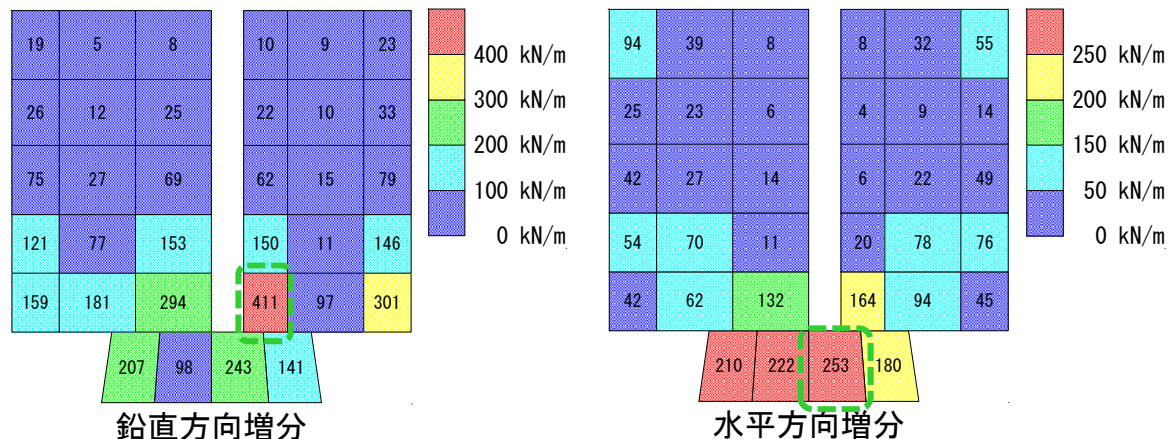 19 5 8 10 9 23
26 12 25 22 10 33
75 27 69 62 15 79
121 77 153 150 11 146
159 181 294 411 97 301
207 98 243 141
400 kN/m
300 kN/m
200 kN/m
100 kN/m
0 kN/m
鉛直方向増分
94 39 8 8 32 55
25 23 6 4 9 14
42 27 14 6 22 49
54 70 11 20 78 76
42 62 132 164 94 45
210 222 253 180
250 kN/m
200 kN/m
150 kN/m
50 kN/m
0 kN/m
水平方向増分